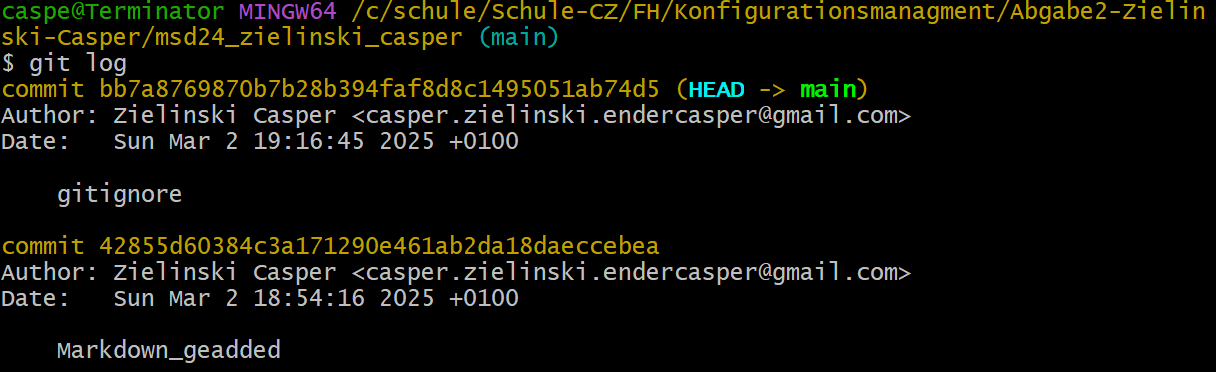 caspe@Terminator MINGW64 /c/schule/Schule-CZ/FH/Konfigurationsmanagment/Abgabe2-Zielin
ski-Casper/msd24_zielinski_casper (main)
$ git log
commit bb7a8769870b7b28b394faf8d8c1495051ab74d5 (HEAD -> main)
Author: Zielinski Casper <casper.zielinski.endercasper@gmail.com>
Date:   Sun Mar 2 19:16:45 2025 +0100
    gitignore
commit 42855d60384c3a171290e461ab2da18daeccebea
Author: Zielinski Casper <casper.zielinski.endercasper@gmail.com>
Date:   Sun Mar 2 18:54:16 2025 +0100
    Markdown_geadded